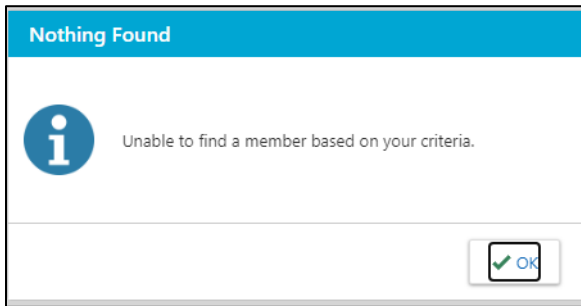 Nothing Found
Unable to find a member based on your criteria.
OK